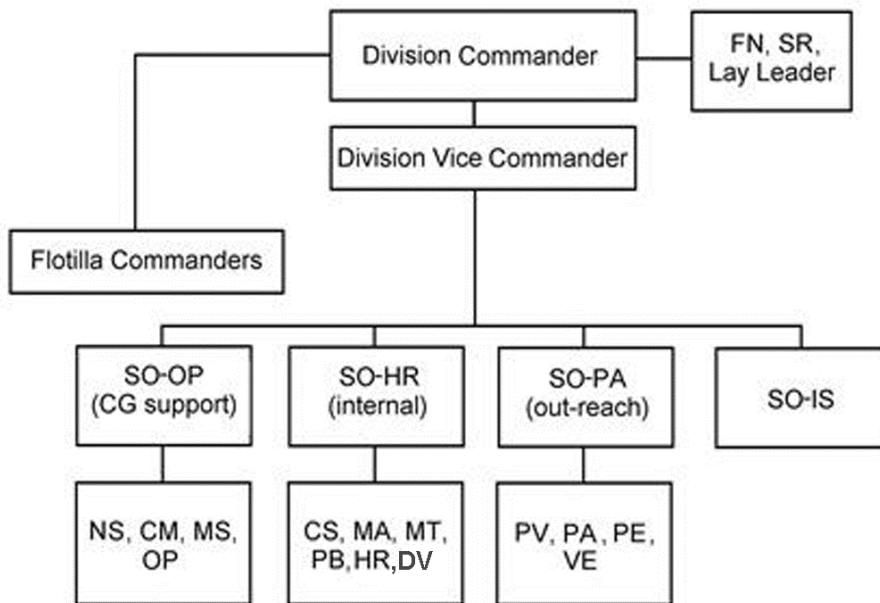 Division Commander
FN, SR,
Lay Leader
Division Vice Commander
Flotilla Commanders
SO-OP
(CG support)
SO-HR
(internal)
SO-PA
(out-reach)
SO-IS
NS, CM, MS,
OP
CS, MA, MT,
PB,HR,DV
PV, PA, PE,
VE